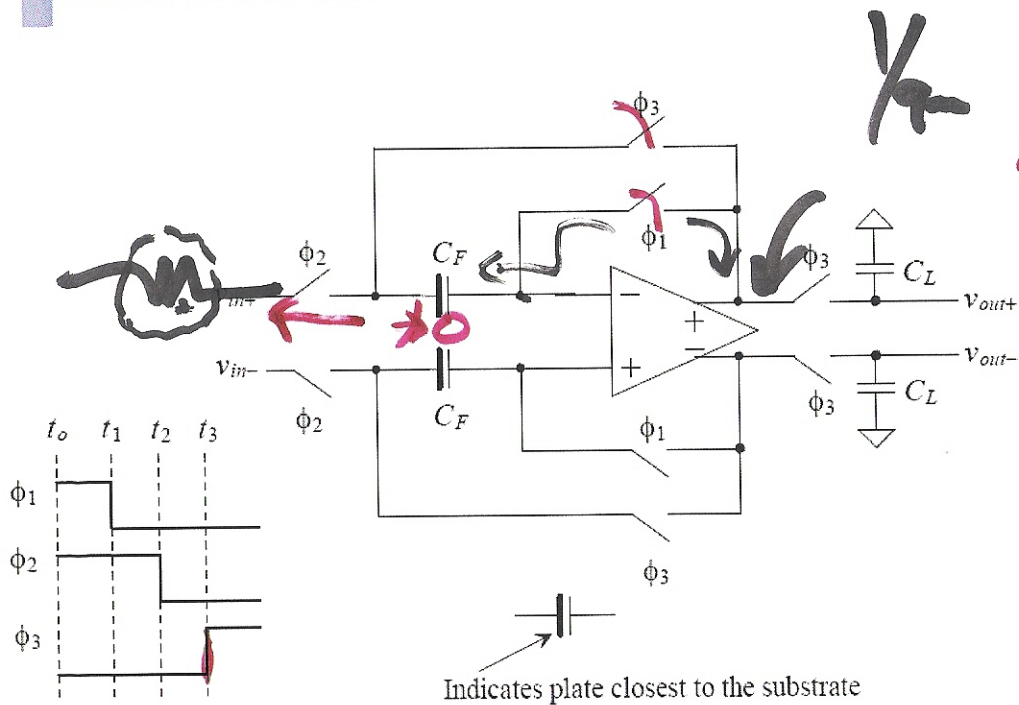 ϕ3
ϕ1
ϕ2
CF
ϕ3
CL
in+
−
+
vout+
vin−
−
+
vout−
ϕ2
CF
ϕ3
CL
to t1 t2 t3
ϕ1
ϕ1
ϕ2
ϕ3
ϕ3
Indicates plate closest to the substrate